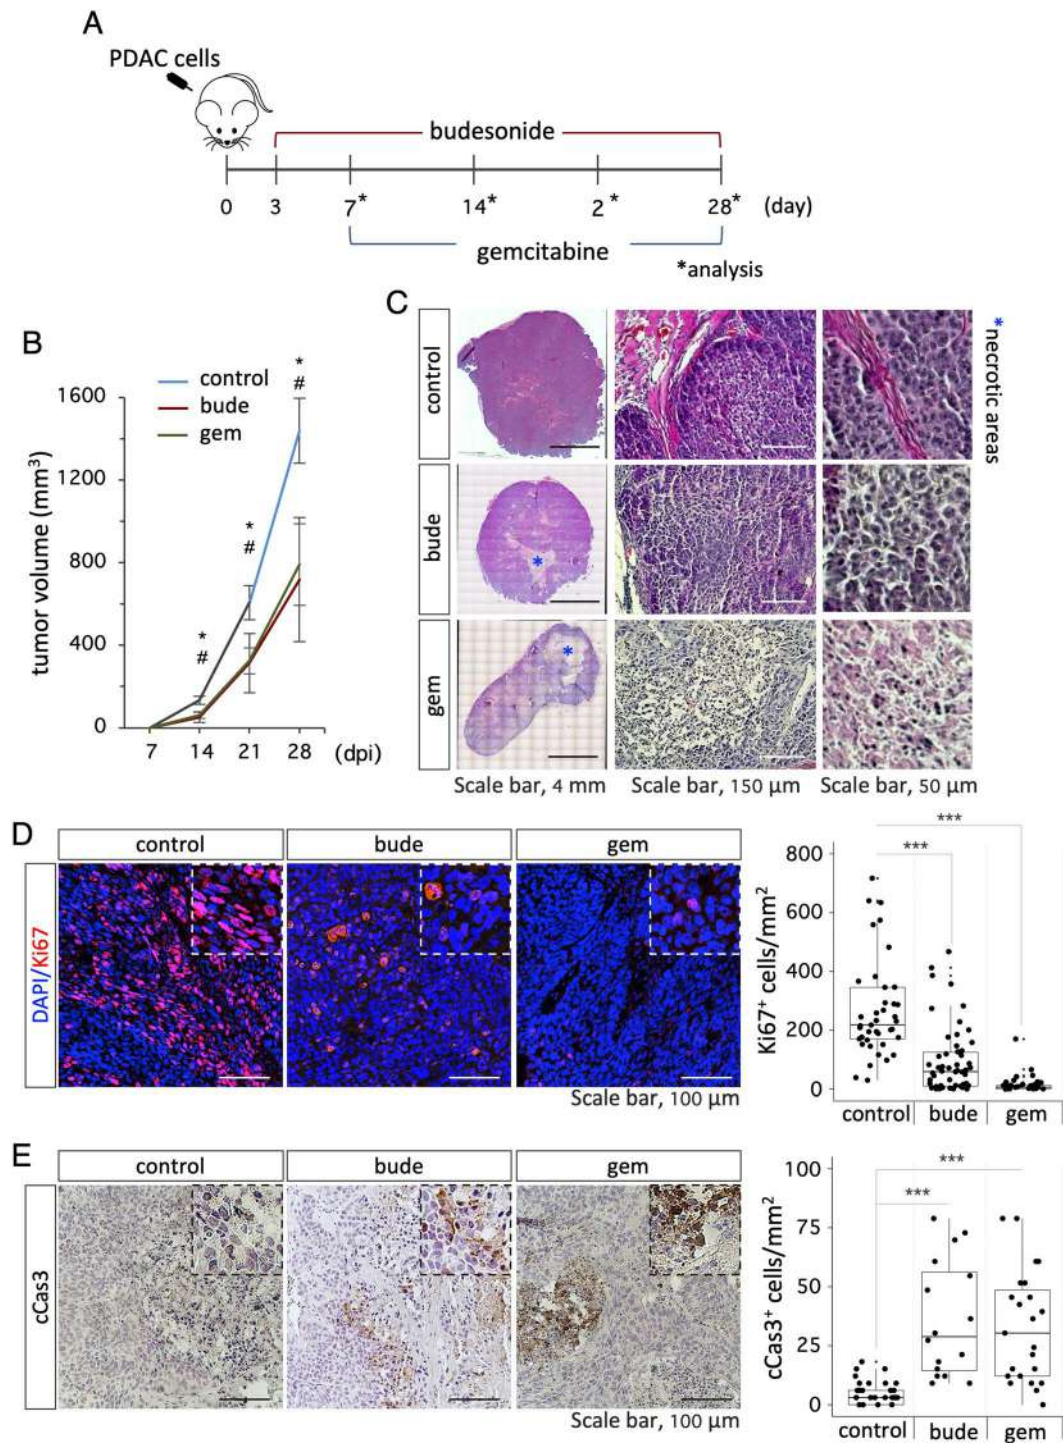 A
PDAC cells
budesonide
0 3 7* 14* 2* 28* (day)
gemcitabine
*analysis
B
control
bude
gem
tumor volume (mm³)
1600
1200
800
400
0
* #
* #
* #
7 14 21 28 (dpi)
C
control
bude
gem
*
*
*necrotic areas
Scale bar, 4 mm Scale bar, 150 µm Scale bar, 50 µm
D
control bude gem
DAPI/Ki67
Scale bar, 100 µm
Ki67⁺ cells/mm²
800
600
400
200
0
***
***
control bude gem
E
control bude gem
cCas3
Scale bar, 100 µm
cCas3⁺ cells/mm²
100
75
50
25
0
***
***
control bude gem